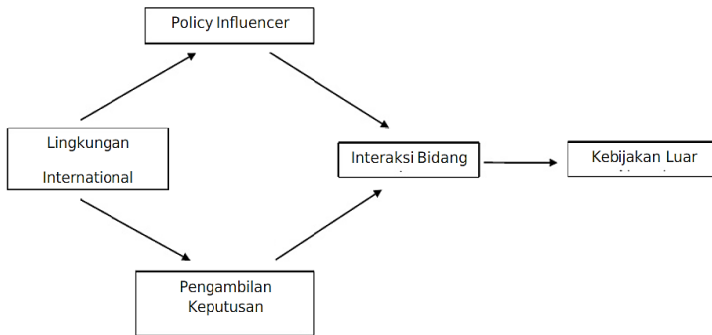 Policy Influencer
Lingkungan
International
Interaksi Bidang
Kebijakan Luar
Pengambilan
Keputusan